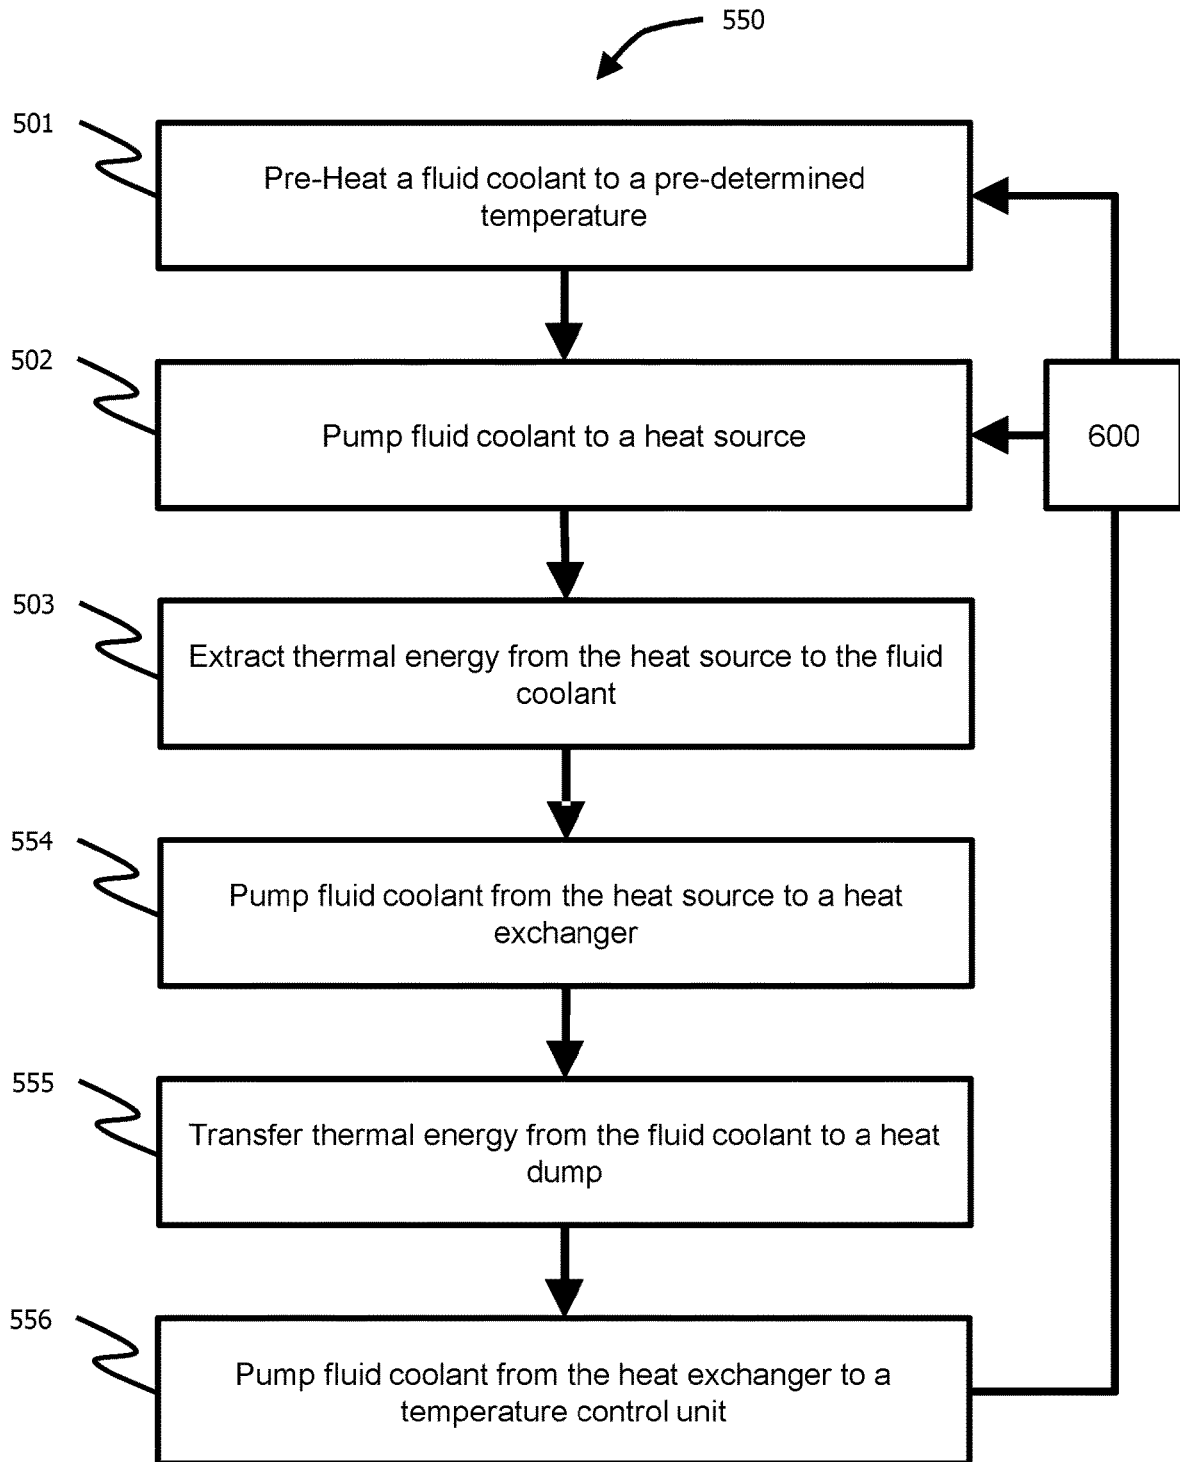 550
501
Pre-Heat a fluid coolant to a pre-determined
temperature
502
Pump fluid coolant to a heat source
600
503
Extract thermal energy from the heat source to the fluid
coolant
554
Pump fluid coolant from the heat source to a heat
exchanger
555
Transfer thermal energy from the fluid coolant to a heat
dump
556
Pump fluid coolant from the heat exchanger to a
temperature control unit